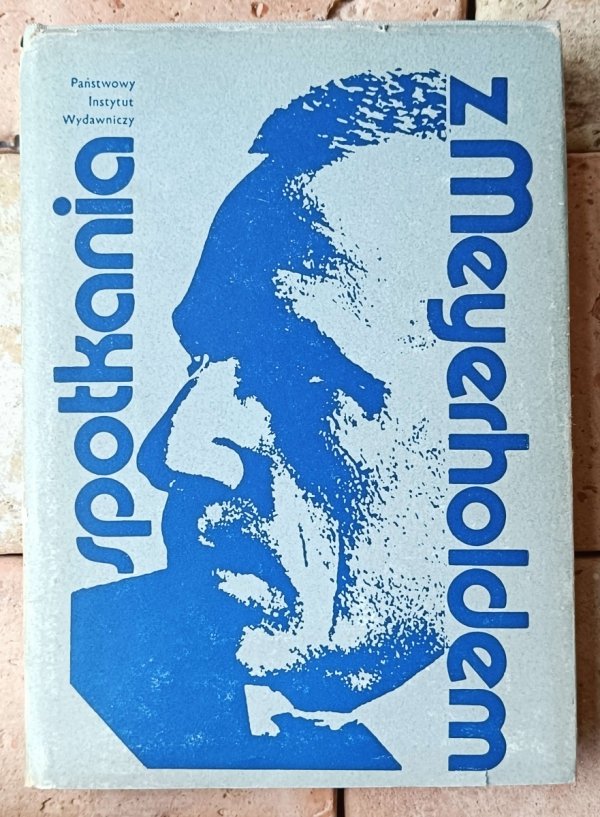 Państwowy
Instytut
Wydawniczy
spotkania
z Meyerholdem